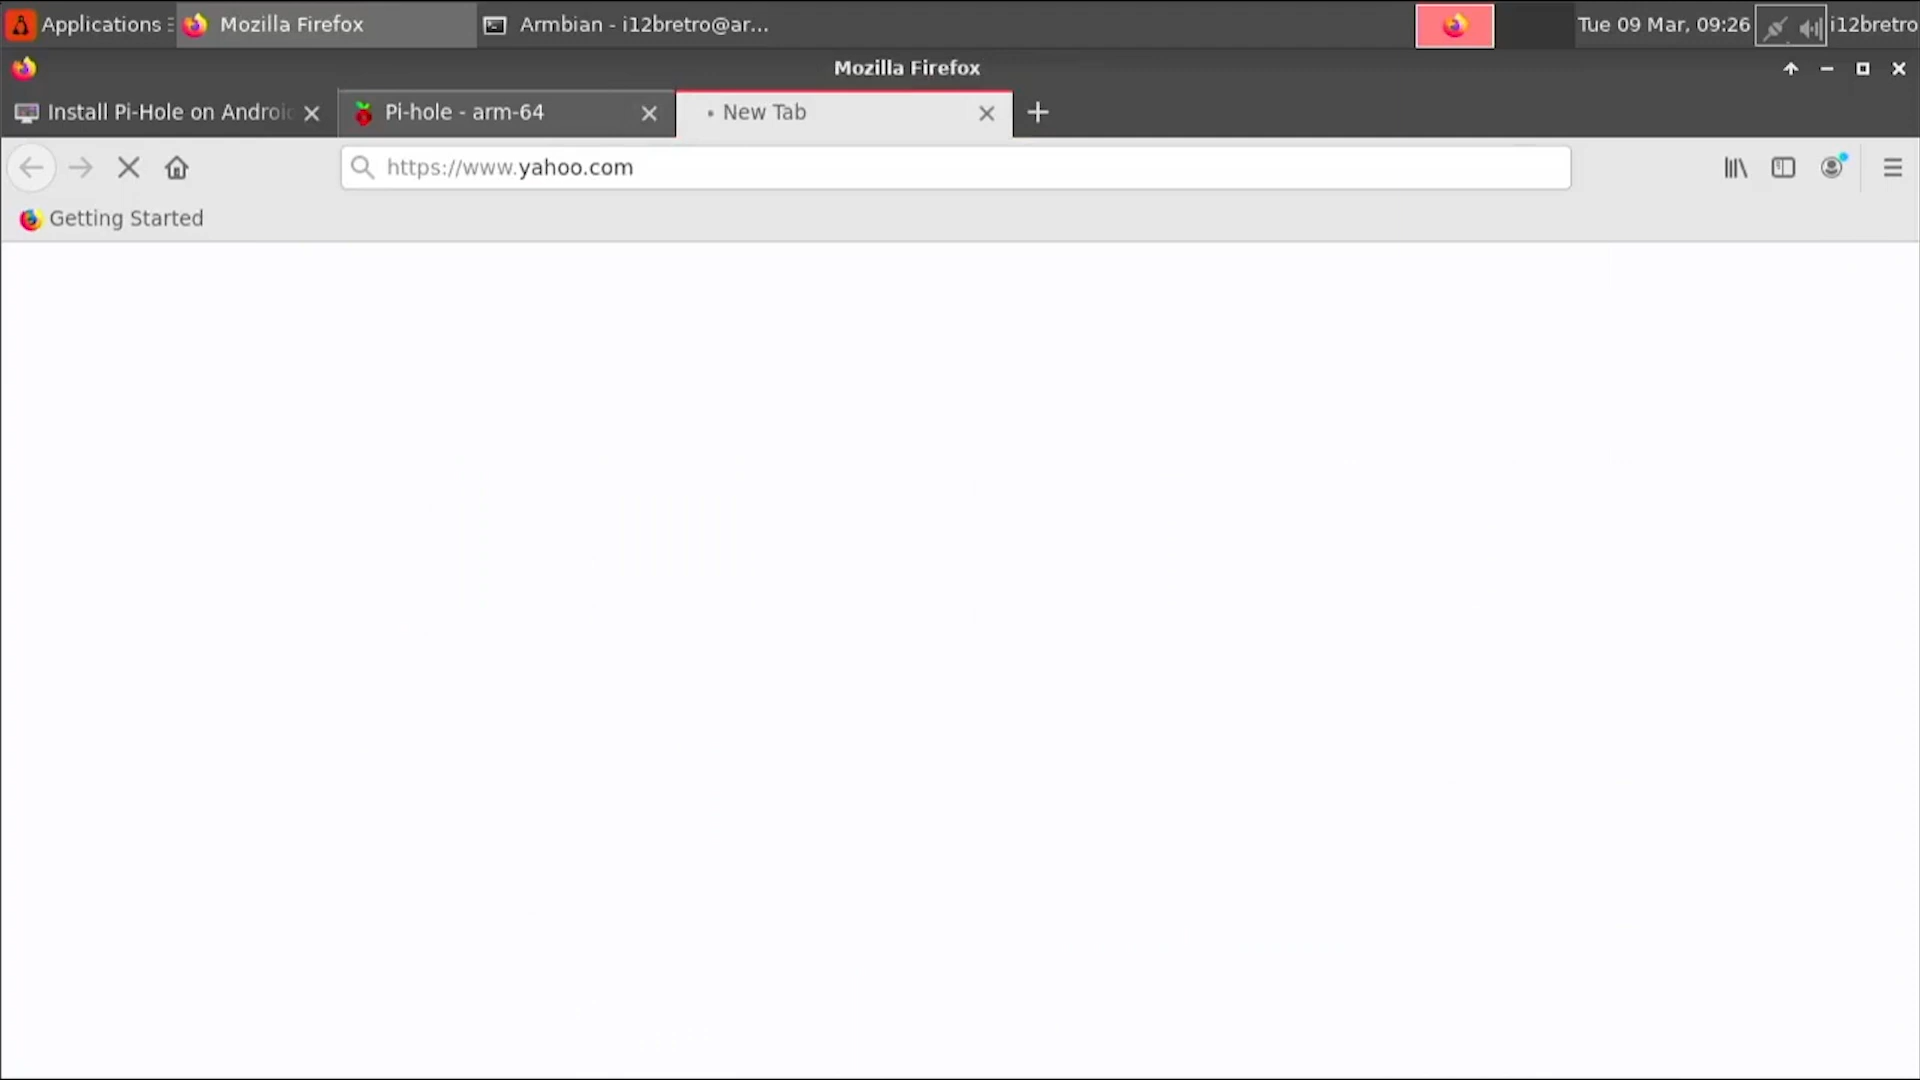 Applications
Mozilla Firefox
Armbian - i12bretro@ar...
Tue 09 Mar, 09:26
i12bretro
Mozilla Firefox
Install Pi-Hole on Androi
Pi-hole - arm-64
New Tab
https://www.yahoo.com
Getting Started